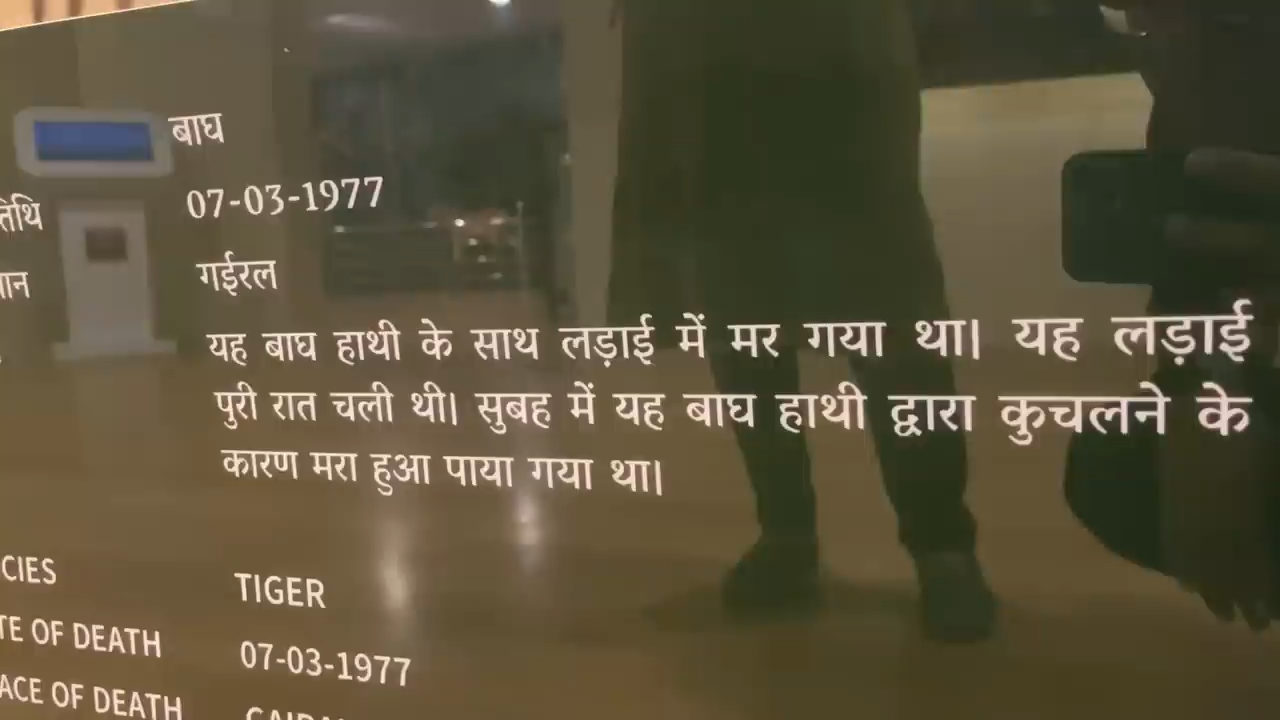 बाघ
तिथि 07-03-1977
गईरल
यह बाघ हाथी के साथ लड़ाई में मर गया था। यह लड़ाई
पुरी रात चली थी। सुबह में यह बाघ हाथी द्वारा कुचलने के
कारण मरा हुआ पाया गया था।
CIES TIGER
TE OF DEATH 07-03-1977
ACE OF DEATH